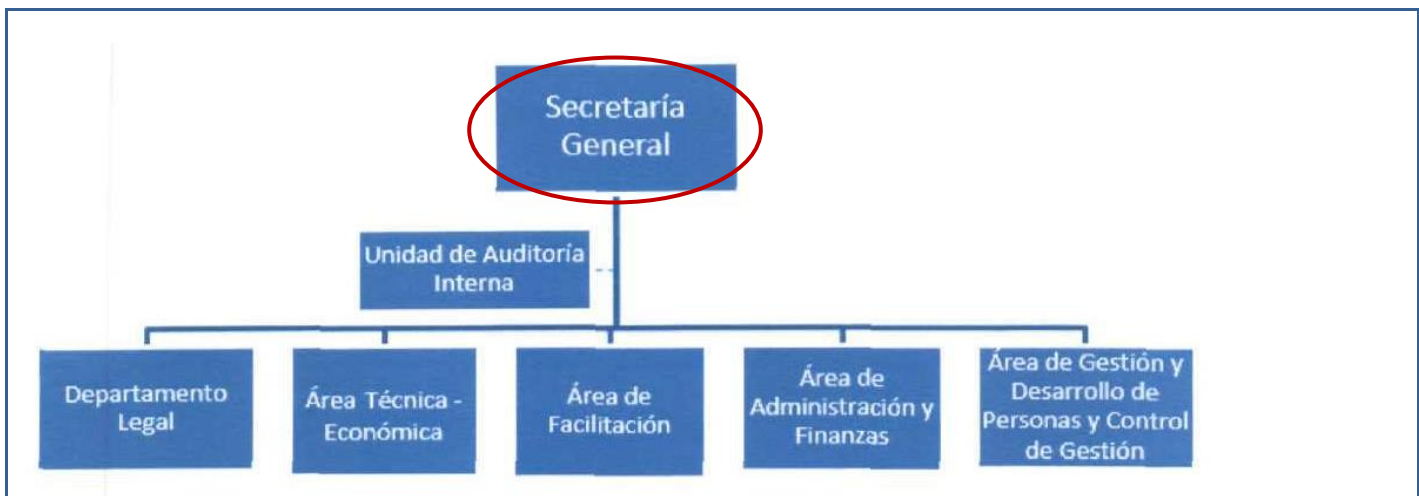 Secretaría
General
Unidad de Auditoría
Interna
Departamento
Legal
Área Técnica -
Económica
Área de
Facilitación
Área de
Administración y
Finanzas
Área de Gestión y
Desarrollo de
Personas y Control
de Gestión